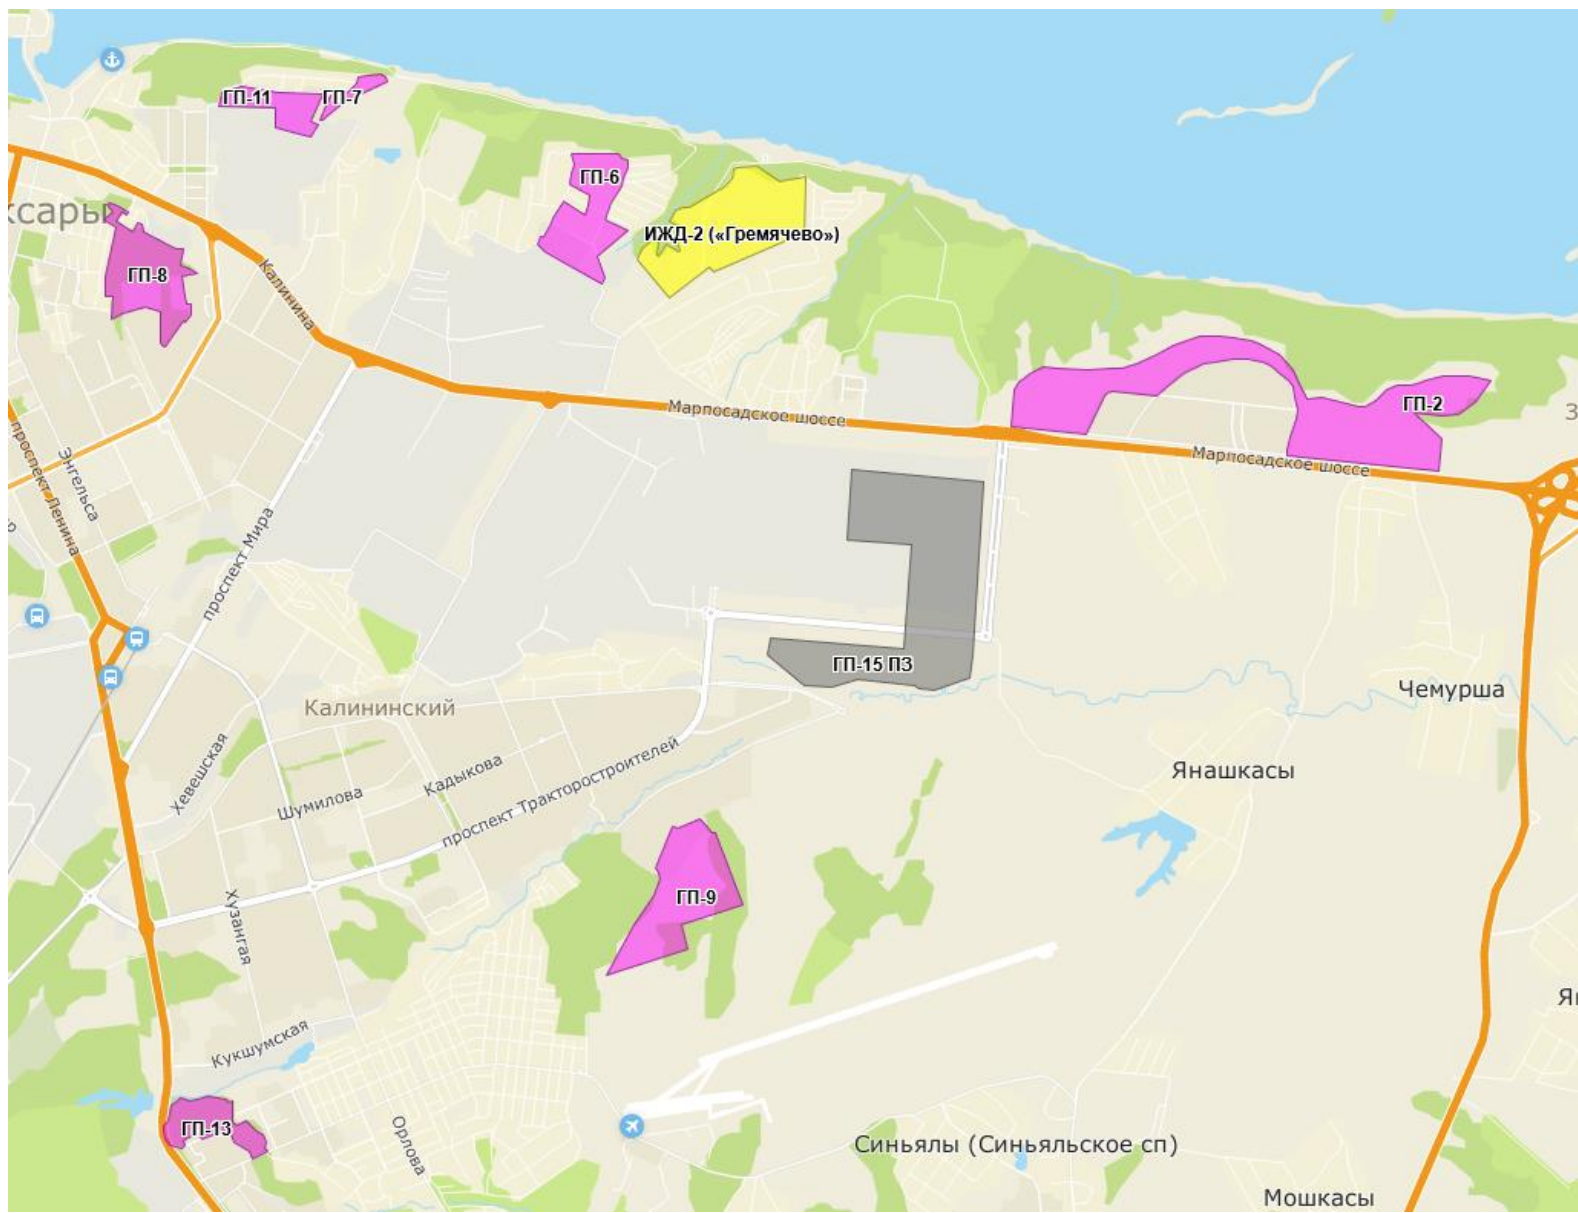 ГП-11
ГП-7
ГП-6
ксары
ИЖД-2 («Гремячево»)
ГП-8
Калинина
Марпосадское шоссе
ГП-2
З
проспект Ленина
Энгельса
Марпосадское шоссе
проспект Мира
ГП-15 ПЗ
Чемурша
Калининский
Янашкасы
Хевешская
Шумилова
Кадыкова
проспект Тракторостроителей
ГП-9
Хузангая
Ян
Кукшумская
ГП-13
Орлова
Синьялы (Синьяльское сп)
Мошкасы